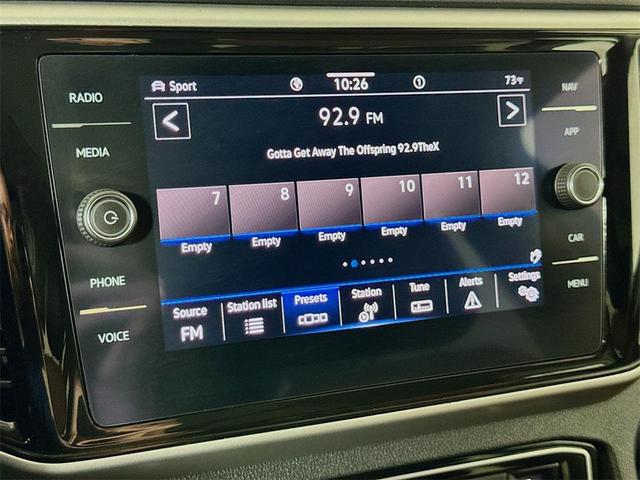 RADIO
MEDIA
PHONE
VOICE
Sport
10:26
1
73°F
92.9 FM
Gotta Get Away The Offspring 92.9TheX
7 8 9 10 11 12
Empty Empty Empty Empty Empty Empty
Source Station list Presets Station Tune Alerts Settings
FM
NAV
APP
CAR
MENU